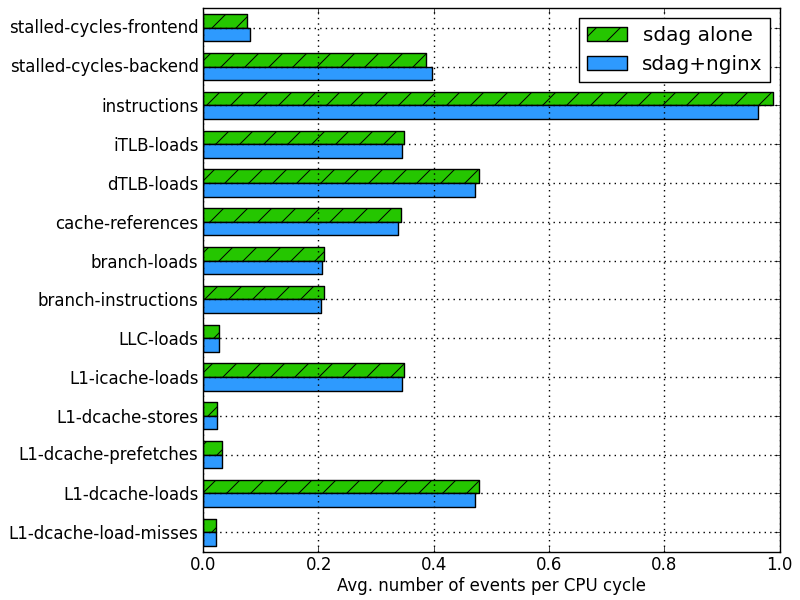 stalled-cycles-frontend
stalled-cycles-backend
instructions
iTLB-loads
dTLB-loads
cache-references
branch-loads
branch-instructions
LLC-loads
L1-icache-loads
L1-dcache-stores
L1-dcache-prefetches
L1-dcache-loads
L1-dcache-load-misses
sdag alone
sdag+nginx
0.0 0.2 0.4 0.6 0.8 1.0
Avg. number of events per CPU cycle